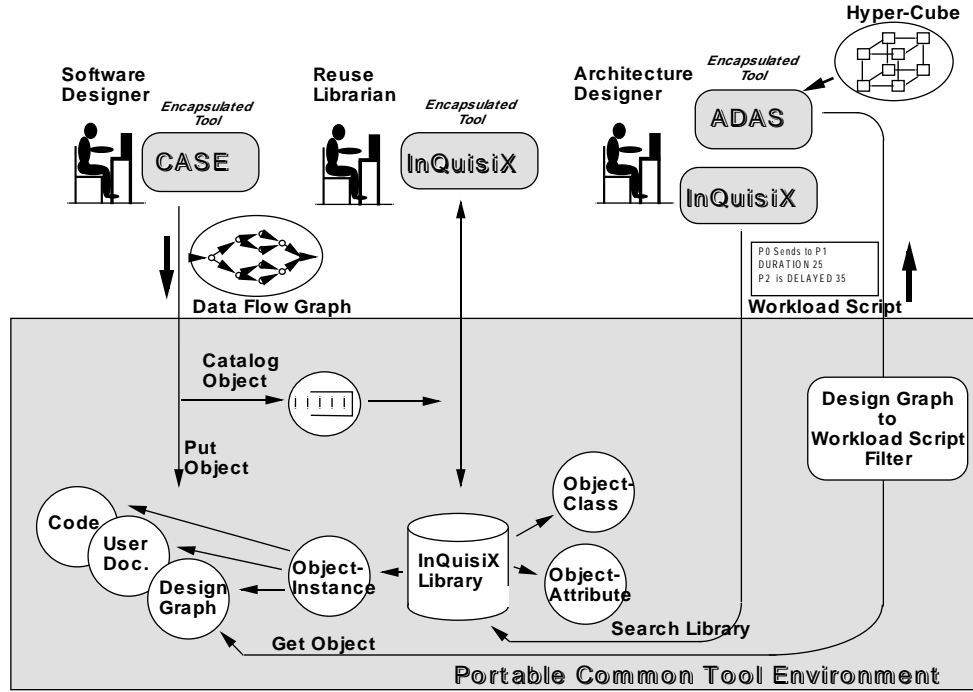 Hyper-Cube
Software
Designer
Encapsulated
Tool
CASE
Reuse
Librarian
Encapsulated
Tool
InQuisiX
Architecture
Designer
Encapsulated
Tool
ADAS
InQuisiX
P0 Sends to P1
DURATION 25
P2 is DELAYED 35
Data Flow Graph
Workload Script
Catalog
Object
Put
Object
Design Graph
to
Workload Script
Filter
Code
User
Doc.
Design
Graph
Object-
Instance
InQuisiX
Library
Object-
Class
Object-
Attribute
Search Library
Get Object
Portable Common Tool Environment